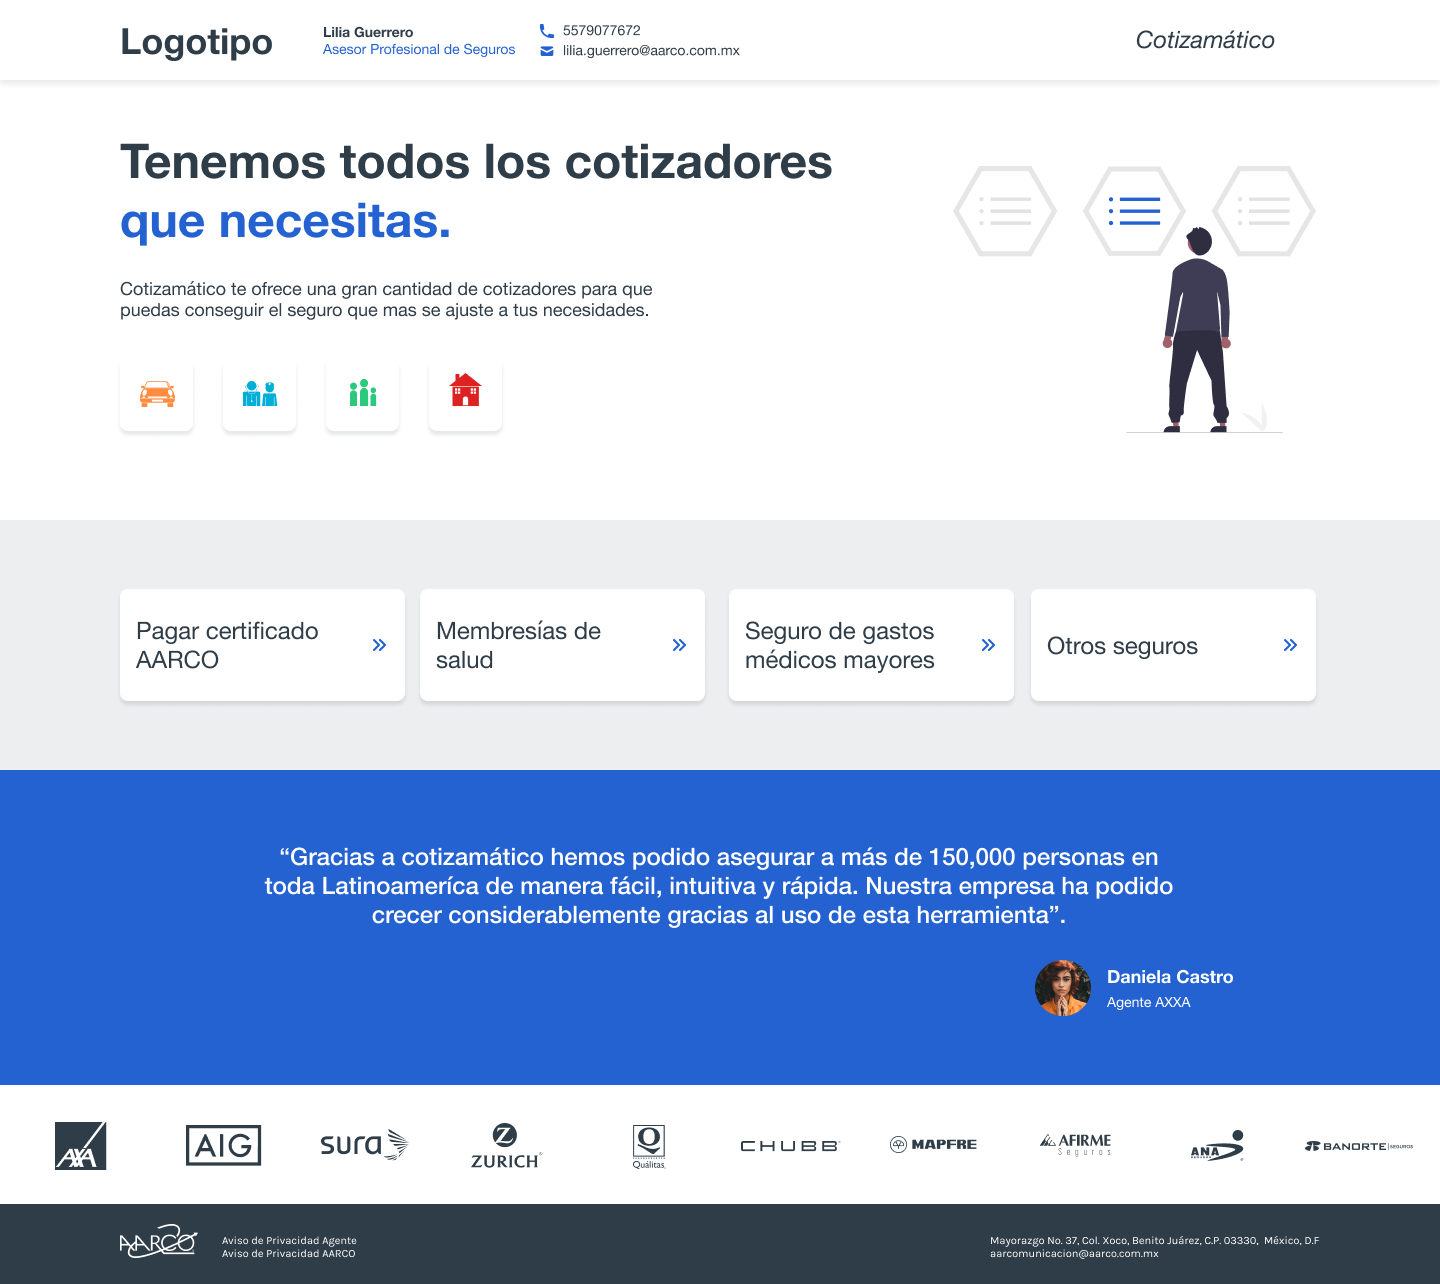 Logotipo
Lilia Guerrero
Asesor Profesional de Seguros
5579077672
lilia.guerrero@aarco.com.mx
Cotizamático
Tenemos todos los cotizadores
que necesitas.
Cotizamático te ofrece una gran cantidad de cotizadores para que
puedas conseguir el seguro que mas se ajuste a tus necesidades.
Pagar certificado
AARCO
Membresías de
salud
Seguro de gastos
médicos mayores
Otros seguros
“Gracias a cotizamático hemos podido asegurar a más de 150,000 personas en
toda Latinoameríca de manera fácil, intuitiva y rápida. Nuestra empresa ha podido
crecer considerablemente gracias al uso de esta herramienta”.
Daniela Castro
Agente AXXA
AXA
AIG
sura
Z
ZURICH
Q
Quálitas
CHUBB
MAPFRE
AFIRME
Seguros
ANA
SEGUROS
BANORTE | SEGUROS
AARCO
Aviso de Privacidad Agente
Aviso de Privacidad AARCO
Mayorazgo No. 37, Col. Xoco, Benito Juárez, C.P. 03330,  México, D.F
aarcomunicacion@aarco.com.mx